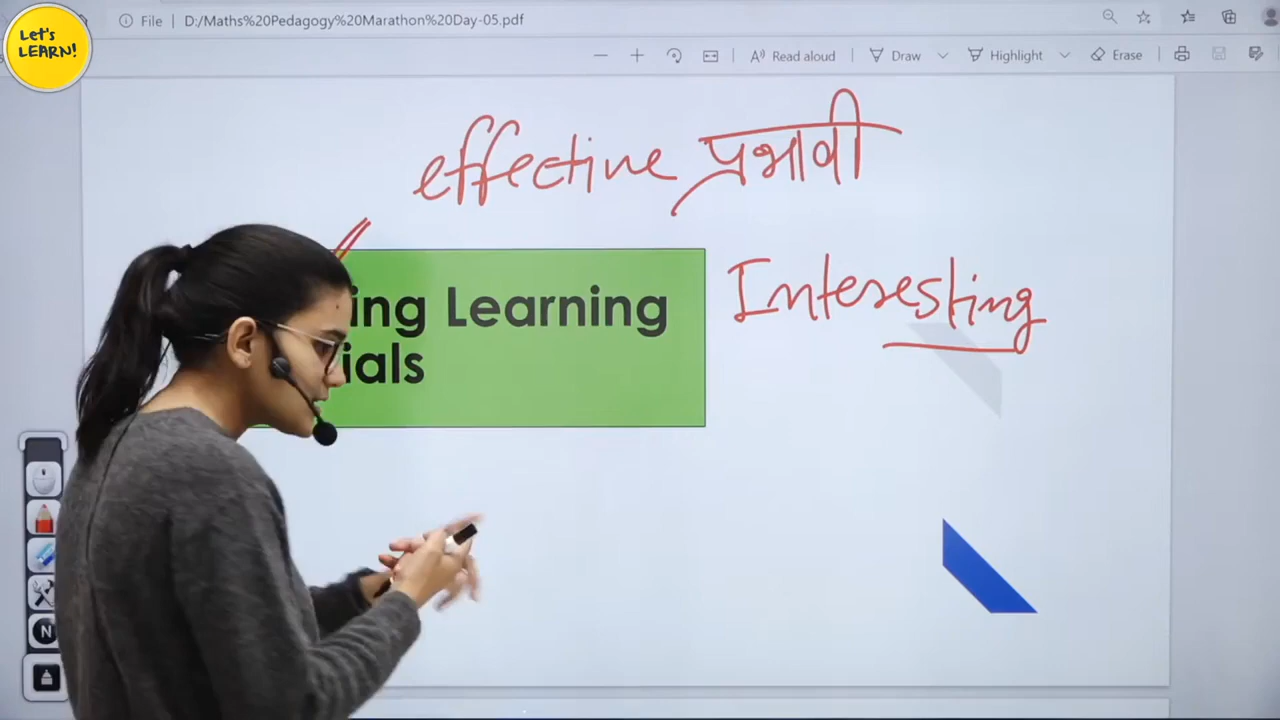 Let's
LEARN!
File D:/Maths%20Pedagogy%20Marathon%20Day-05.pdf
Read aloud Draw Highlight Erase
effective प्रभावी
ing Learning
ials
Interesting
N